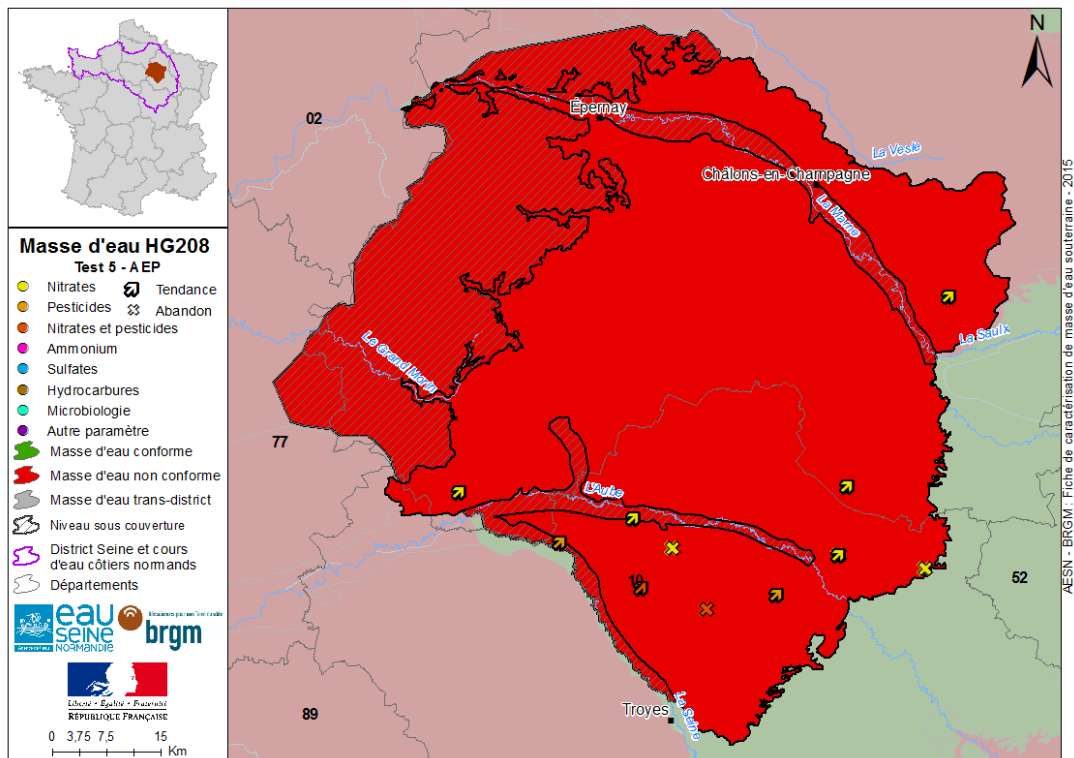 Masse d'eau HG208
Test 5 - AEP
Nitrates
Pesticides
Nitrates et pesticides
Ammonium
Sulfates
Hydrocarbures
Microbiologie
Autre paramètre
Tendance
Abandon
Masse d'eau conforme
Masse d'eau non conforme
Masse d'eau trans-district
Niveau sous couverture
District Seine et cours
d'eau côtiers normands
Départements
eau
SEINE
NORMANDIE
brgm
Liberté • Égalité • Fraternité
RÉPUBLIQUE FRANÇAISE
0 3,75 7,5 15
Km
N
02
Épernay
La Vesle
Châlons-en-Champagne
La Marne
La Saulx
Le Grand Morin
77
L'Aube
10
52
89
Troyes
La Seine
AESN - BRGM : Fiche de caractérisation de masse d'eau souterraine - 2015